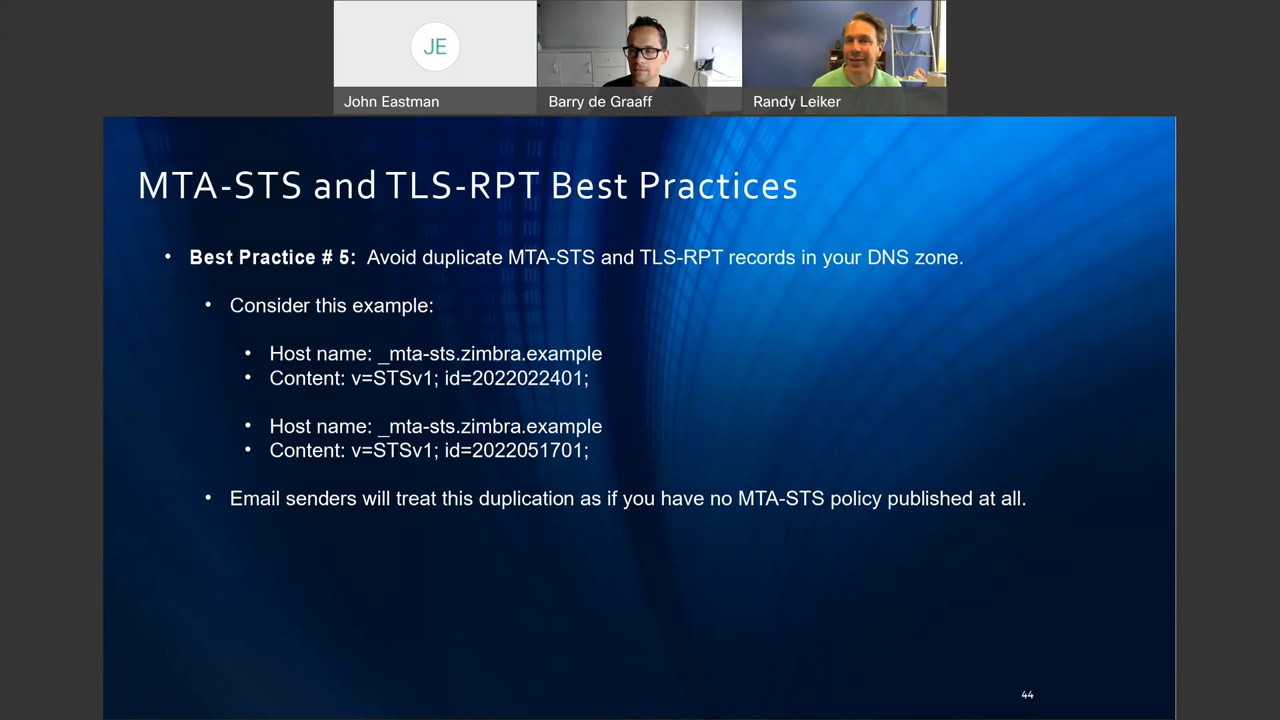 JE
John Eastman
Barry de Graaff
Randy Leiker
MTA-STS and TLS-RPT Best Practices
• Best Practice # 5: Avoid duplicate MTA-STS and TLS-RPT records in your DNS zone.
• Consider this example:
• Host name: _mta-sts.zimbra.example
• Content: v=STSv1; id=2022022401;
• Host name: _mta-sts.zimbra.example
• Content: v=STSv1; id=2022051701;
• Email senders will treat this duplication as if you have no MTA-STS policy published at all.
44